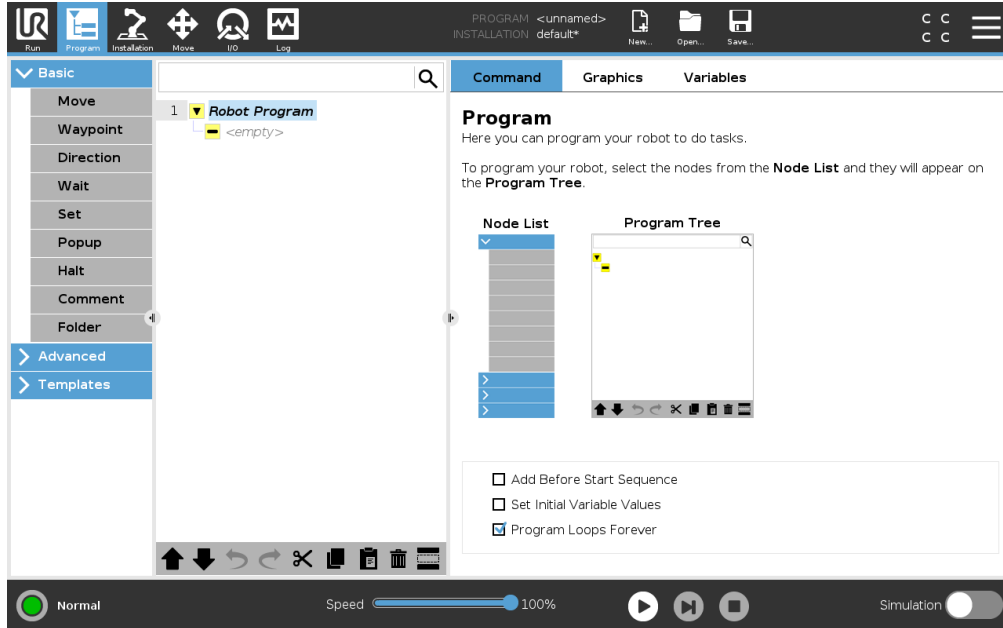 PROGRAM <unnamed>
INSTALLATION default*
C C
C C
UR
Run
Program
Installation
Move
I/O
Log
New...
Open...
Save...
Basic
Move
Waypoint
Direction
Wait
Set
Popup
Halt
Comment
Folder
Advanced
Templates
1 Robot Program
<empty>
Command Graphics Variables
Program
Here you can program your robot to do tasks.
To program your robot, select the nodes from the Node List and they will appear on
the Program Tree.
Node List
Program Tree
Add Before Start Sequence
Set Initial Variable Values
Program Loops Forever
Normal
Speed 100%
Simulation